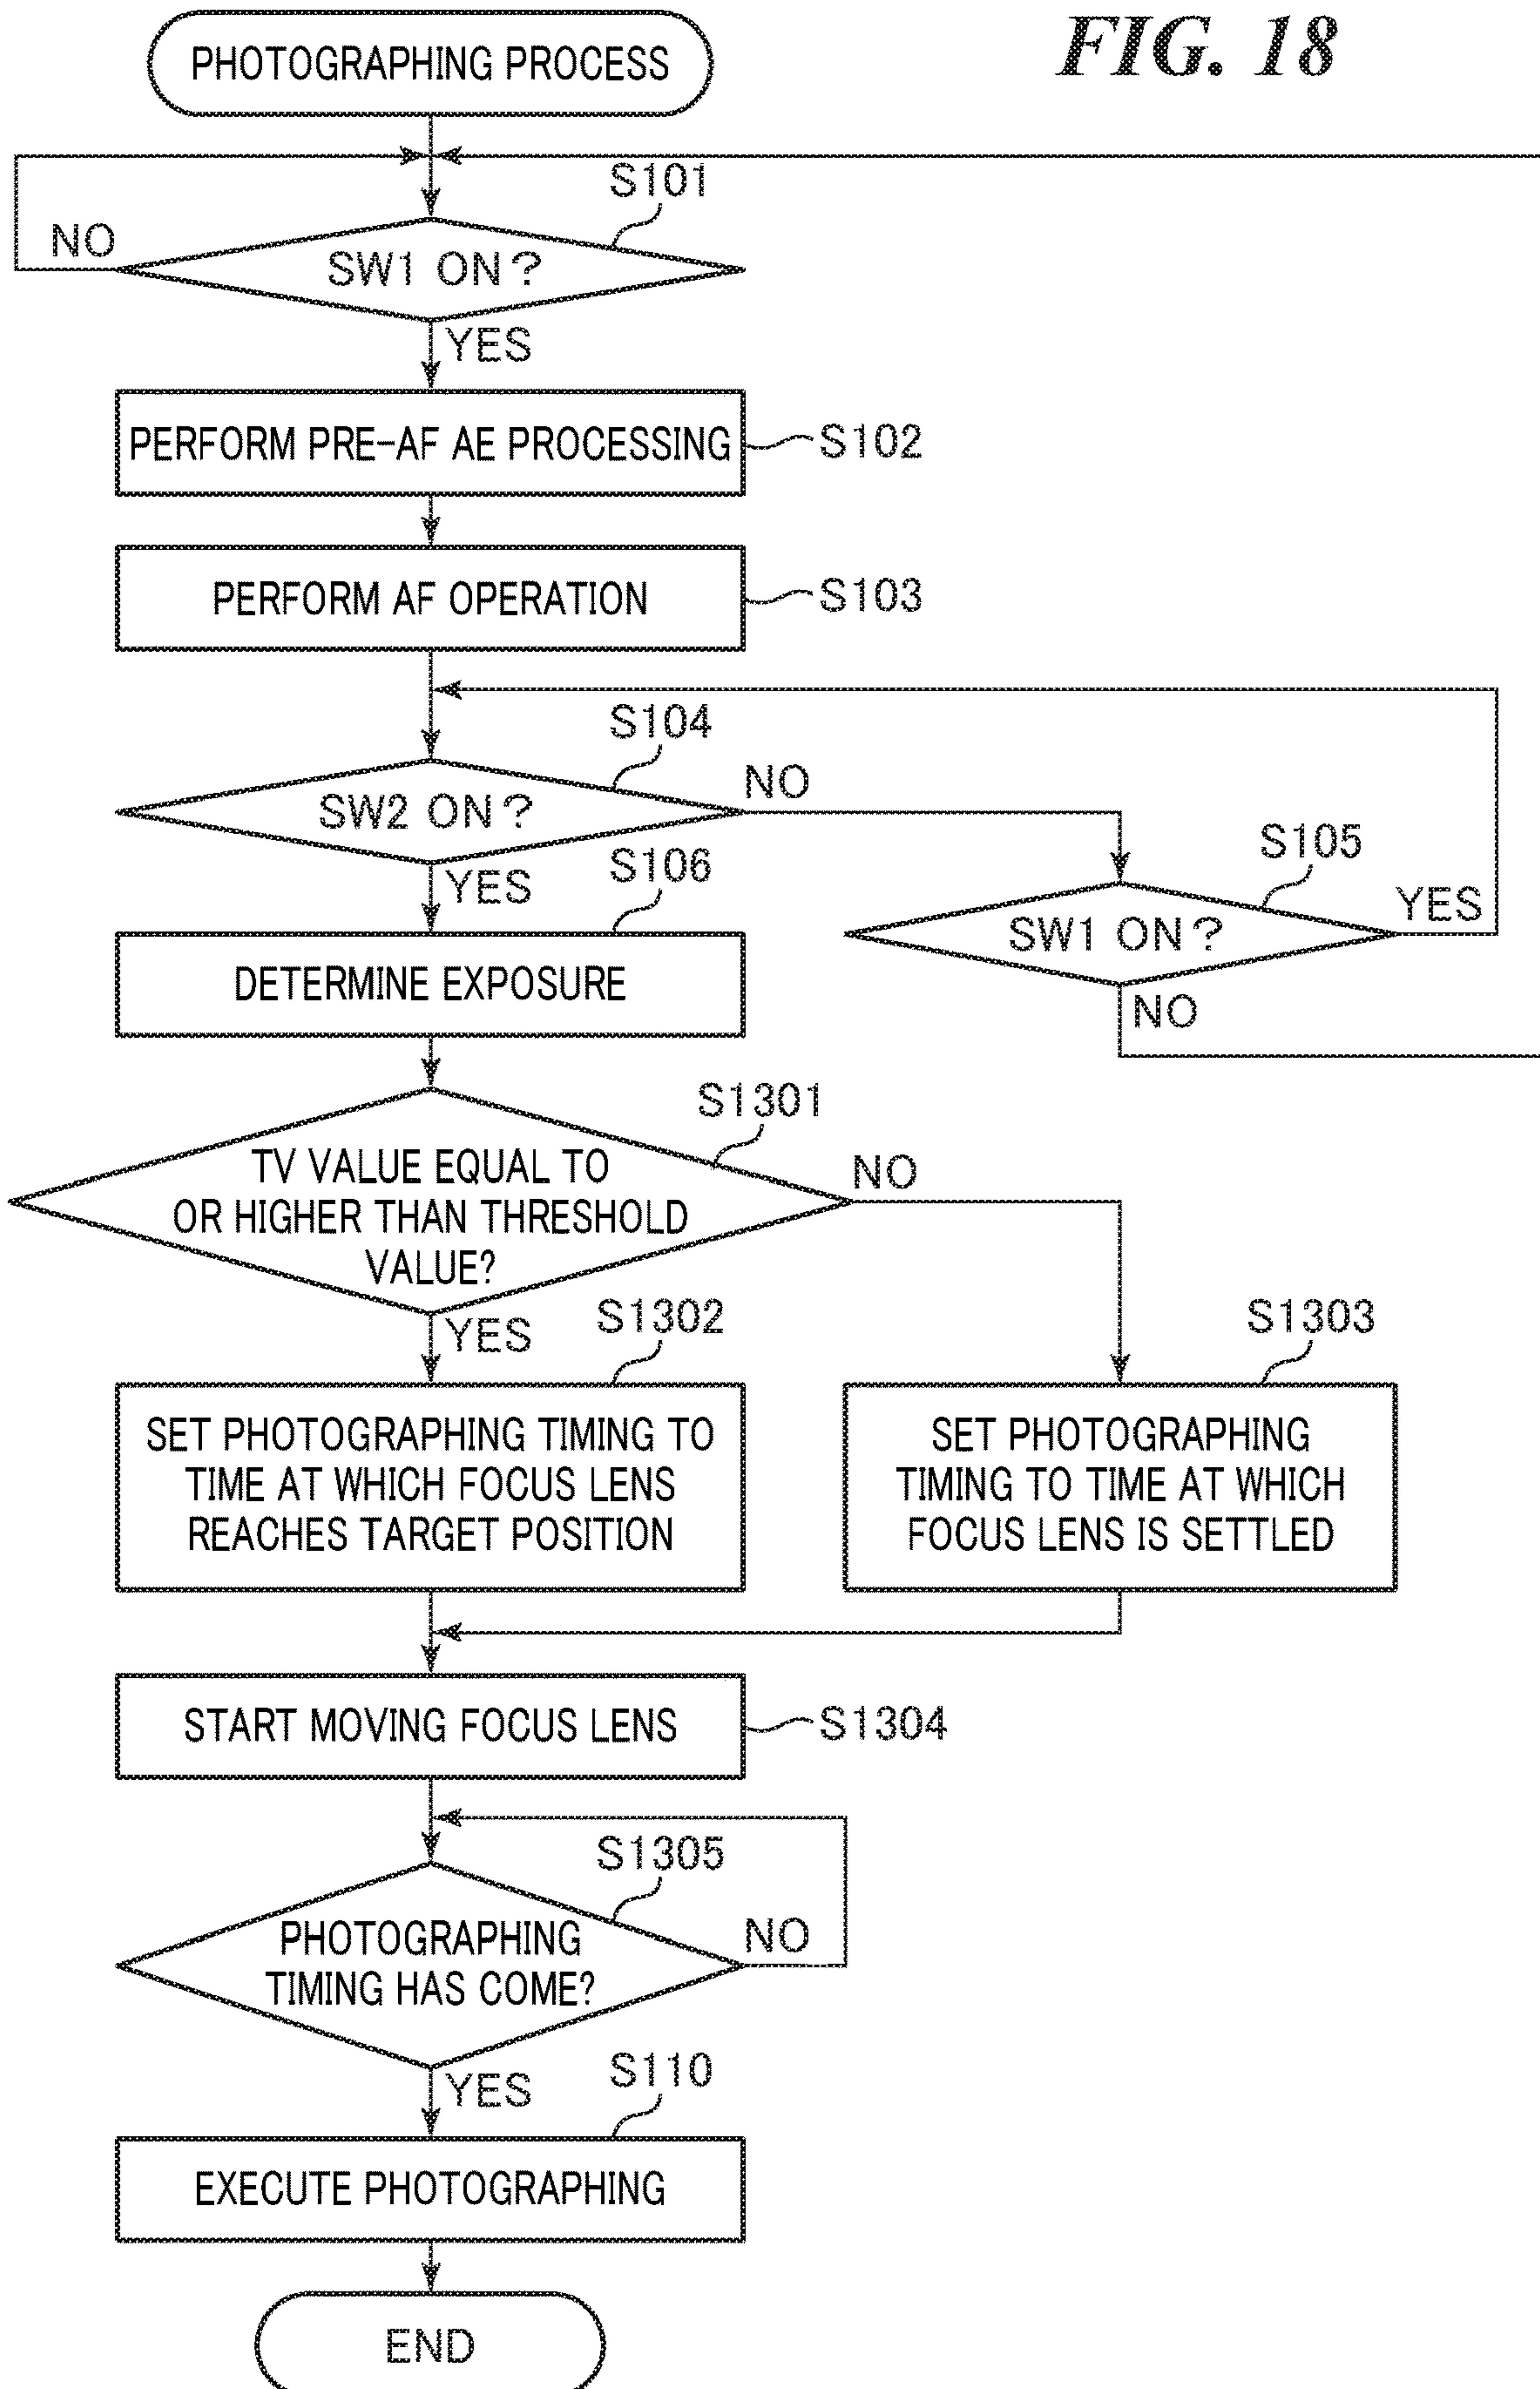 FIG. 18
PHOTOGRAPHING PROCESS
S101
NO
SW1 ON?
YES
PERFORM PRE-AF AE PROCESSING
S102
PERFORM AF OPERATION
S103
S104
SW2 ON?
NO
YES
S105
SW1 ON?
YES
NO
S106
DETERMINE EXPOSURE
S1301
TV VALUE EQUAL TO
OR HIGHER THAN THRESHOLD
VALUE?
NO
YES
S1302
SET PHOTOGRAPHING TIMING TO
TIME AT WHICH FOCUS LENS
REACHES TARGET POSITION
S1303
SET PHOTOGRAPHING
TIMING TO TIME AT WHICH
FOCUS LENS IS SETTLED
START MOVING FOCUS LENS
S1304
S1305
PHOTOGRAPHING
TIMING HAS COME?
NO
YES
S110
EXECUTE PHOTOGRAPHING
END